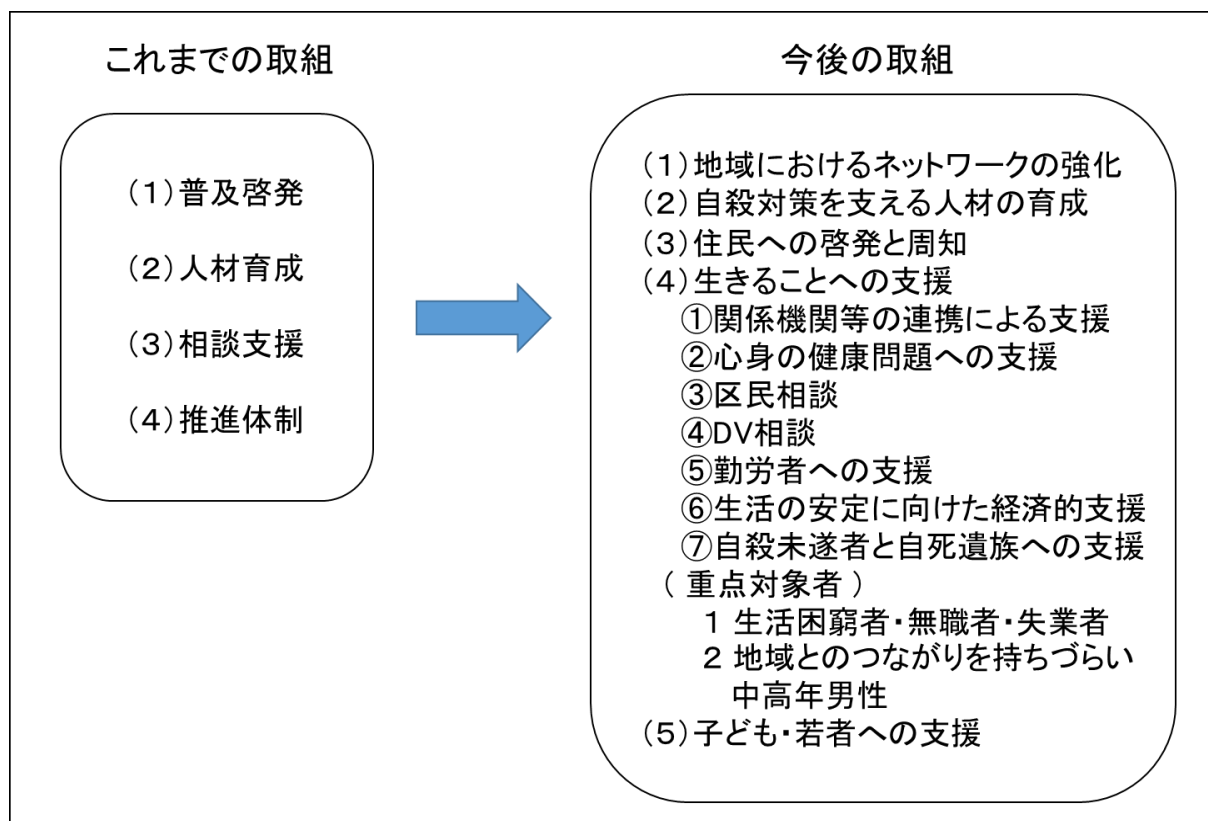 これまでの取組
(1)普及啓発
(2)人材育成
(3)相談支援
(4)推進体制
今後の取組
(1)地域におけるネットワークの強化
(2)自殺対策を支える人材の育成
(3)住民への啓発と周知
(4)生きることへの支援
①関係機関等の連携による支援
②心身の健康問題への支援
③区民相談
④DV相談
⑤勤労者への支援
⑥生活の安定に向けた経済的支援
⑦自殺未遂者と自死遺族への支援
( 重点対象者 )
1 生活困窮者・無職者・失業者
2 地域とのつながりを持ちづらい
中高年男性
(5)子ども・若者への支援